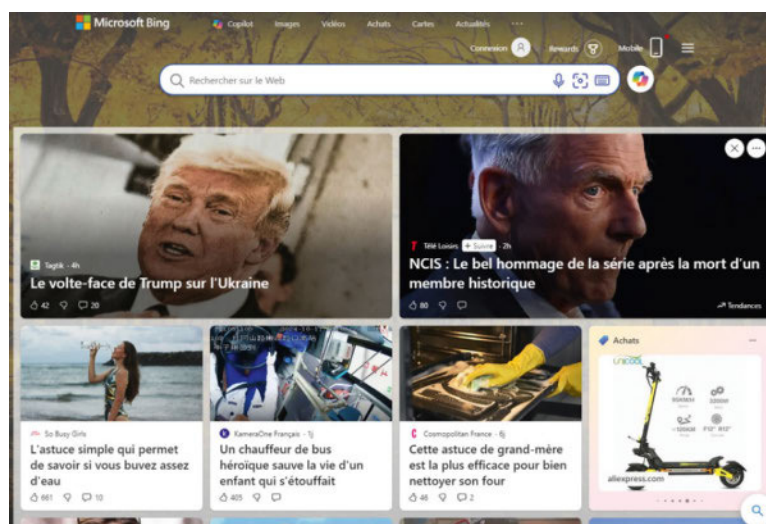 Microsoft Bing
Copilot Images Vidéos Achats Cartes Actualités ...
Connexion Rewards Mobile
Rechercher sur le Web
Tagtik - 4h
Le volte-face de Trump sur l'Ukraine
42 20
Télé Loisirs + Suivre - 2h
NCIS : Le bel hommage de la série après la mort d'un
membre historique
80
Tendances
So Busy Girls
L'astuce simple qui permet
de savoir si vous buvez assez
d'eau
661 10
KameraOne Français - 1j
Un chauffeur de bus
héroïque sauve la vie d'un
enfant qui s'étouffait
405
Cosmopolitan France - 6j
Cette astuce de grand-mère
est la plus efficace pour bien
nettoyer son four
46 2
Achats ...
aliexpress.com